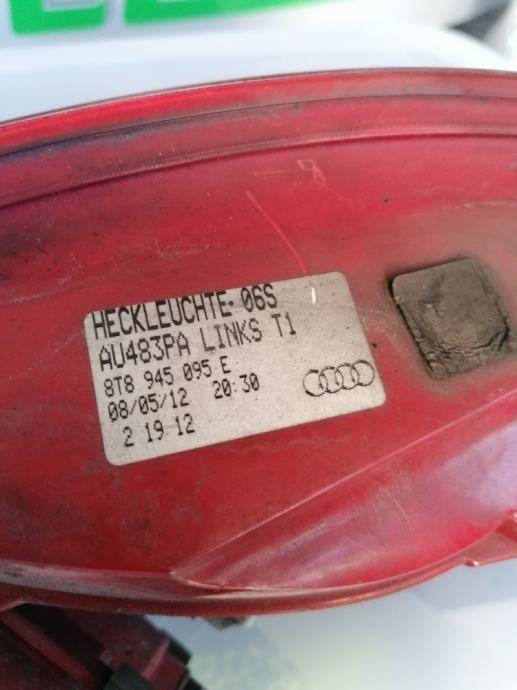 HECKLEUCHTE 06S
AU483PA LINKS T1
8T8 945 095 E
08/05/12 20:30
2 19 12